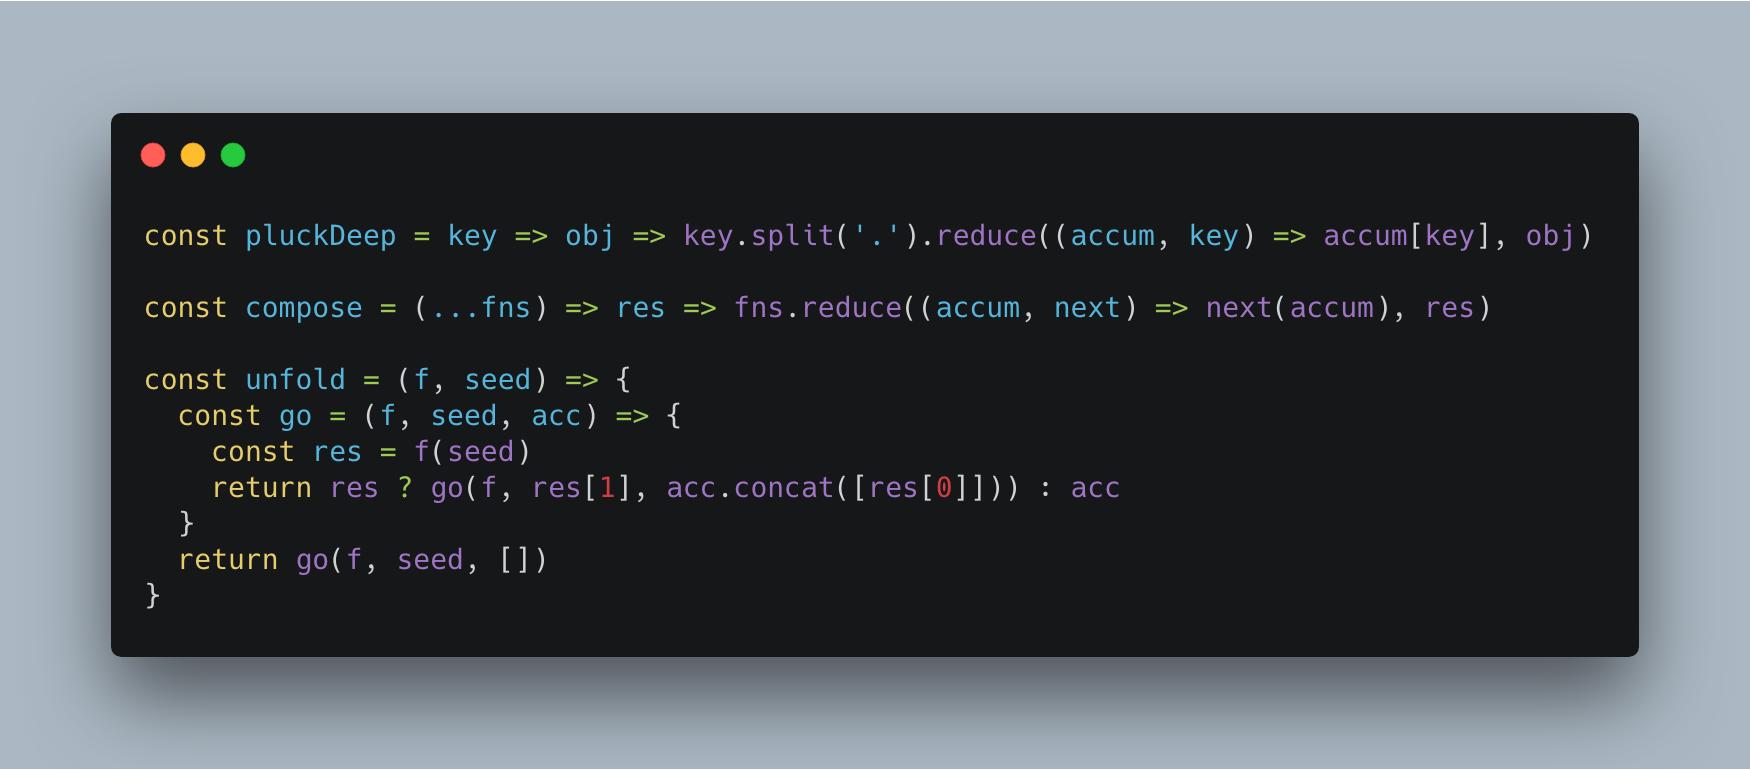 const pluckDeep = key => obj => key.split('.').reduce((accum, key) => accum[key], obj)

const compose = (...fns) => res => fns.reduce((accum, next) => next(accum), res)

const unfold = (f, seed) => {
  const go = (f, seed, acc) => {
    const res = f(seed)
    return res ? go(f, res[1], acc.concat([res[0]])) : acc
  }
  return go(f, seed, [])
}